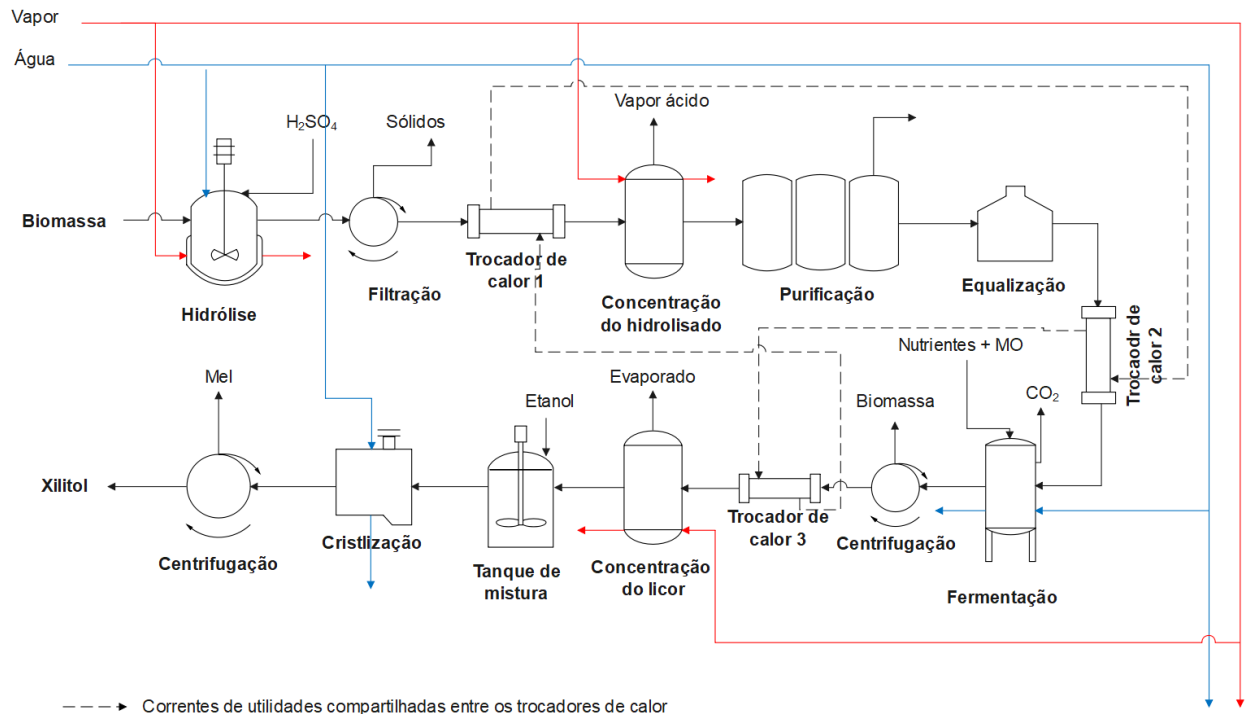 Vapor
Água
H₂SO₄
Sólidos
Vapor ácido
Biomassa
Hidrólise
Filtração
Trocador de
calor 1
Concentração
do hidrolisado
Purificação
Equalização
Trocaodr de
calor 2
Mel
Etanol
Evaporado
Biomassa
Nutrientes + MO
CO₂
Xilitol
Centrifugação
Cristlização
Tanque de
mistura
Concentração
do licor
Trocador de
calor 3
Centrifugação
Fermentação
Correntes de utilidades compartilhadas entre os trocadores de calor